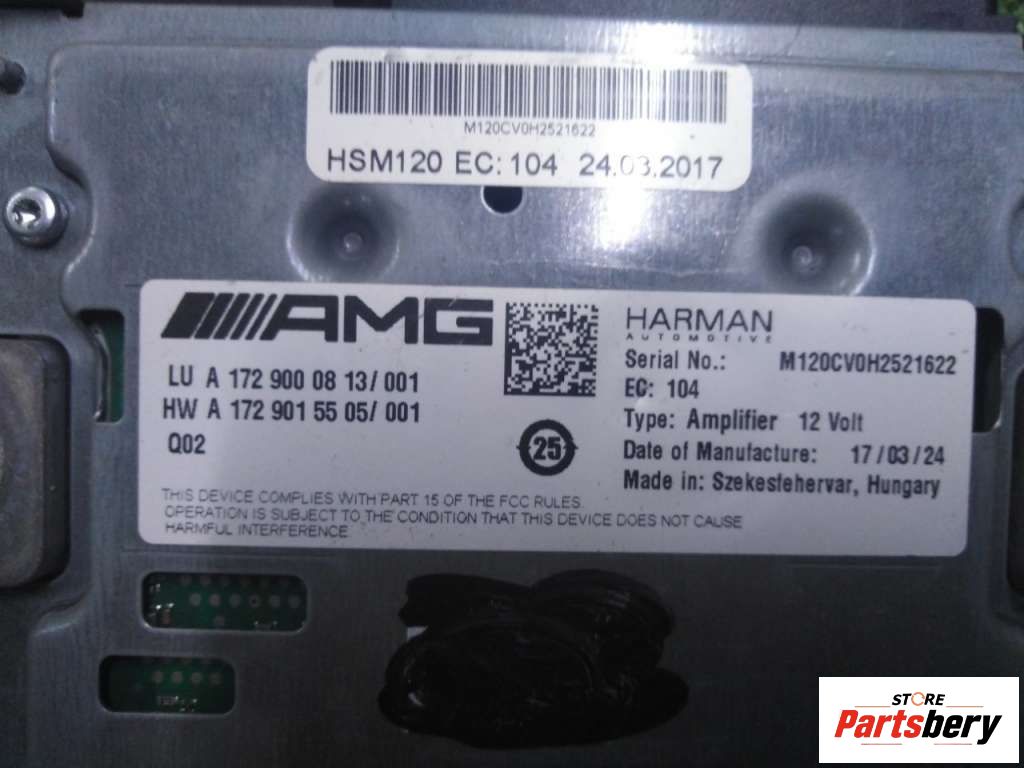 M120CV0H2521622
HSM120 EC: 104 24.03.2017
AMG
LU A 172 900 08 13/ 001
HW A 172 901 55 05/ 001
Q02
25
HARMAN
AUTOMOTIVE
Serial No.: M120CV0H2521622
EC: 104
Type: Amplifier 12 Volt
Date of Manufacture: 17/03/24
Made in: Szekesfehervar, Hungary
THIS DEVICE COMPLIES WITH PART 15 OF THE FCC RULES.
OPERATION IS SUBJECT TO THE CONDITION THAT THIS DEVICE DOES NOT CAUSE
HARMFUL INTERFERENCE
STORE
Partsbery